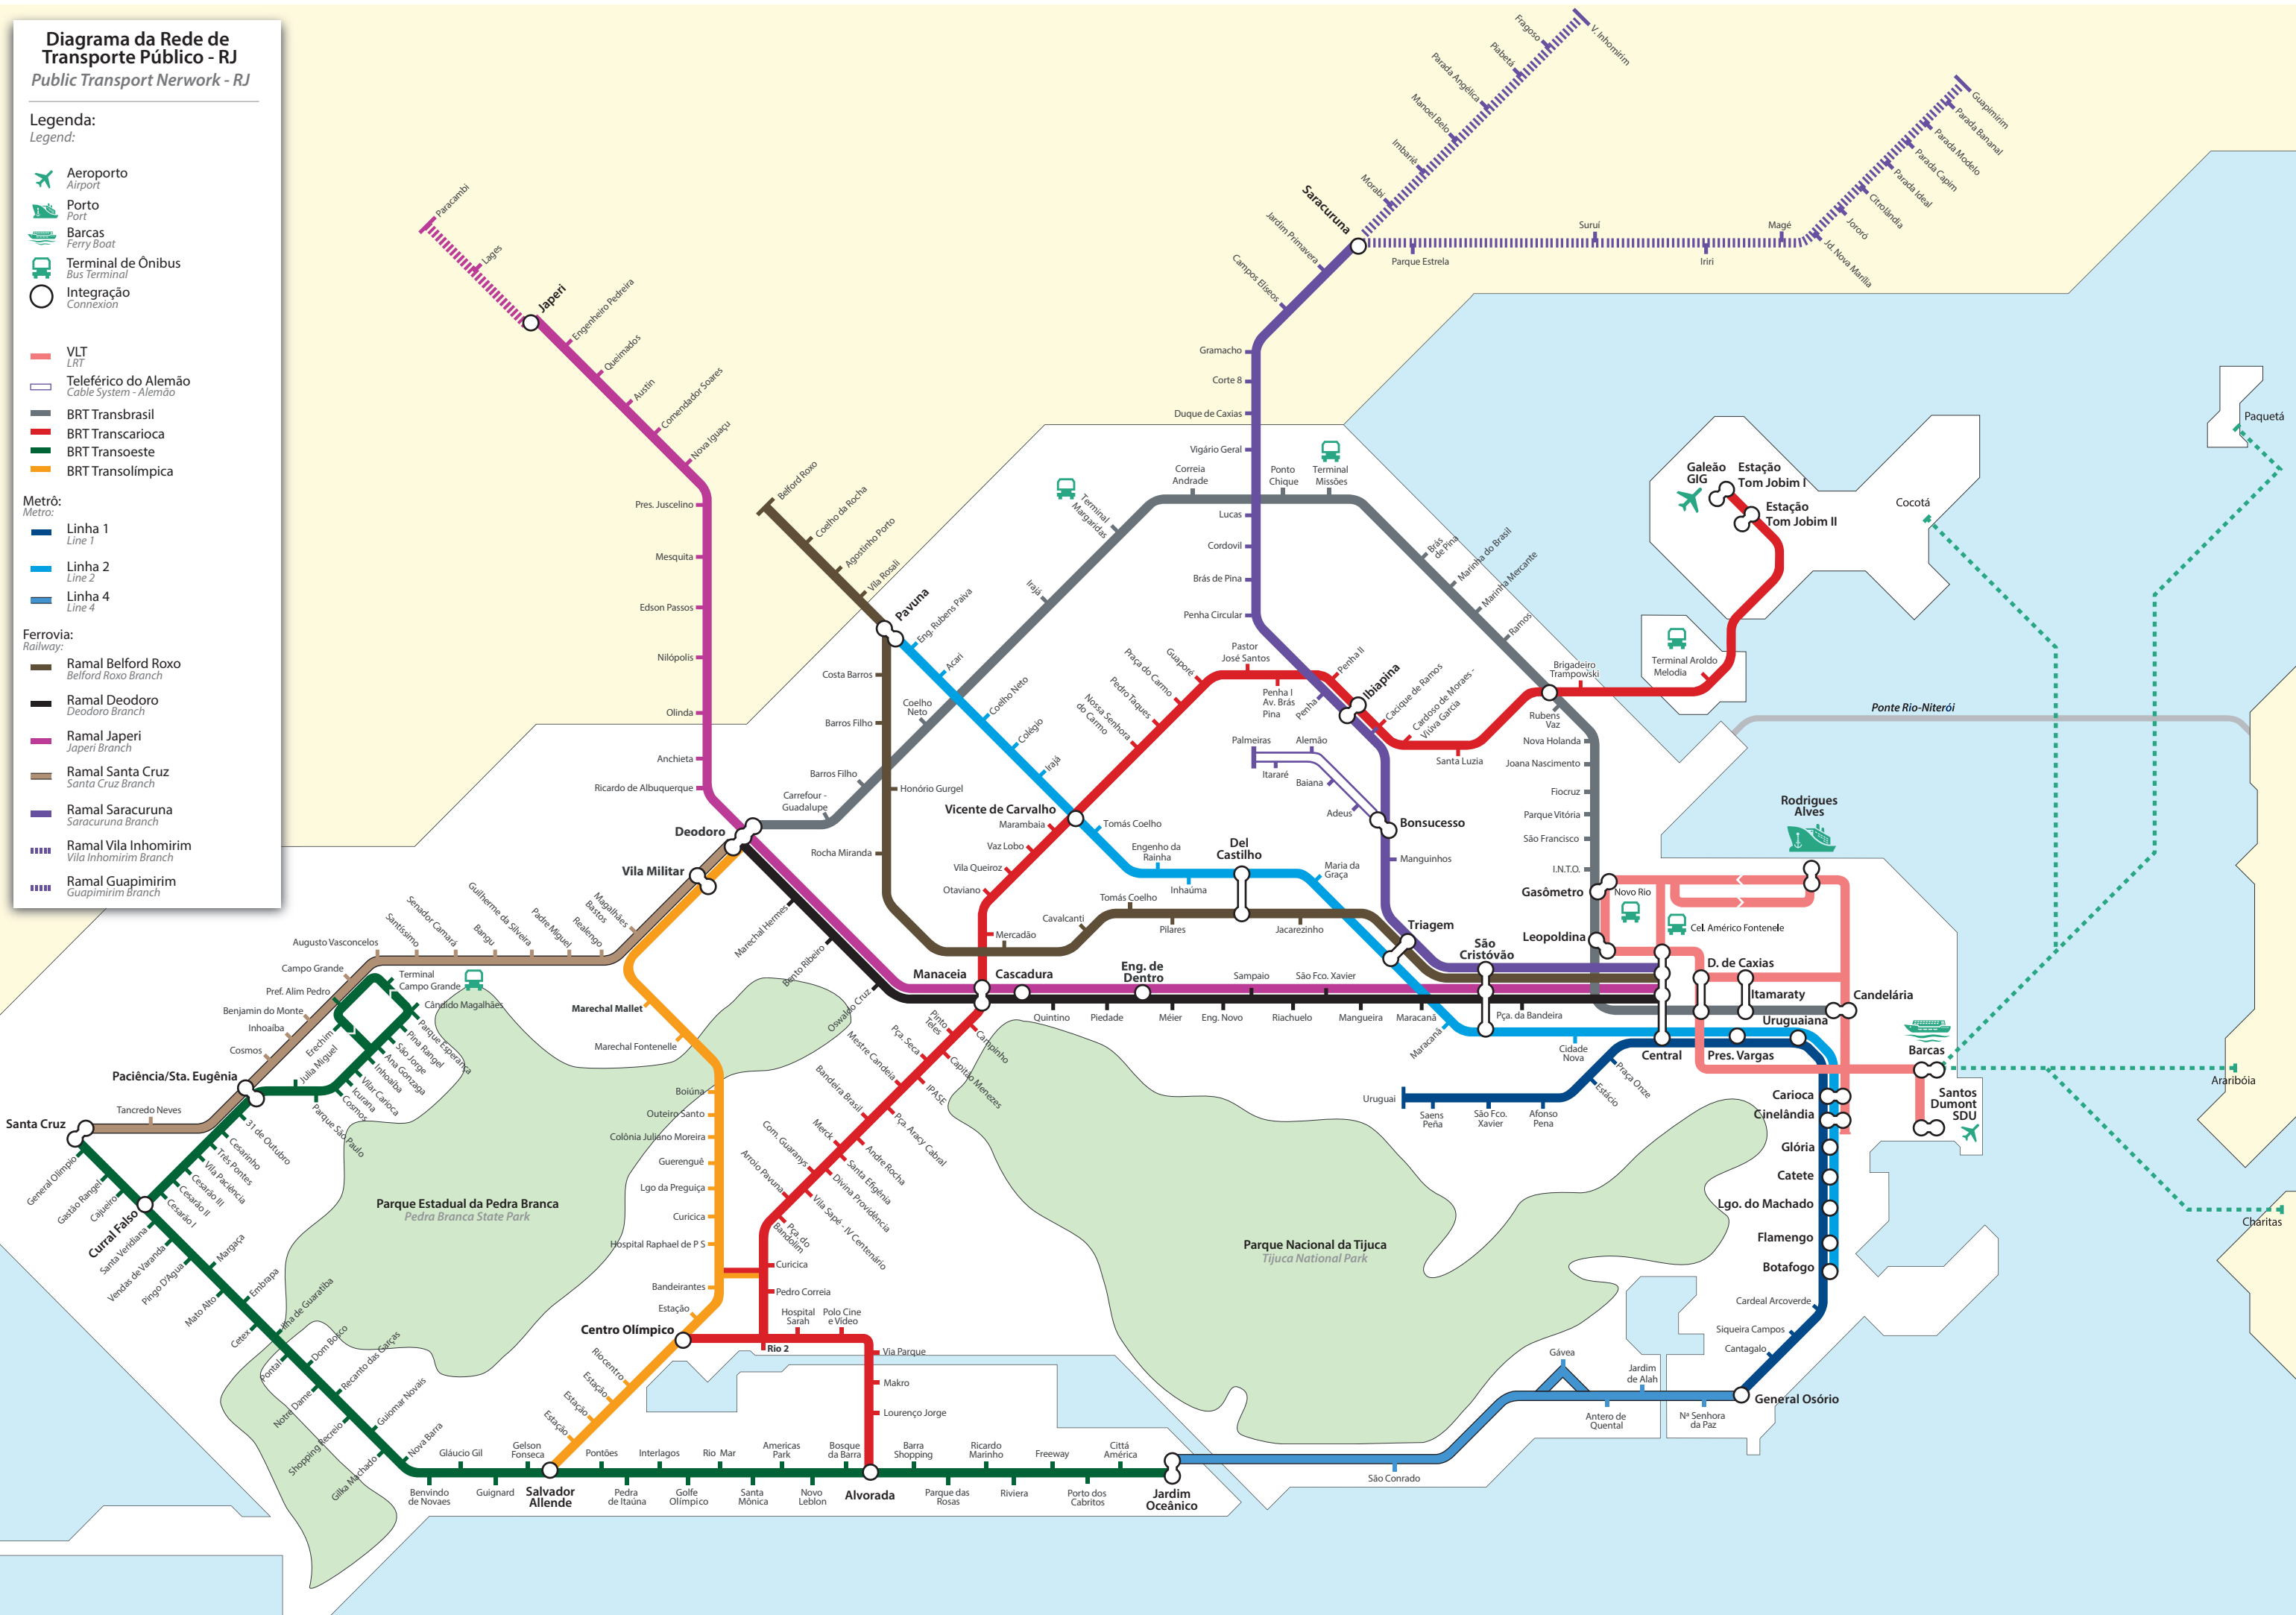 Diagrama da Rede de
Transporte Público - RJ
Public Transport Nerwork - RJ
Legenda:
Legend:
Aeroporto
Airport
Porto
Port
Barcas
Ferry Boat
Terminal de Ônibus
Bus Terminal
Integração
Connexion
VLT
LRT
Teleférico do Alemão
Cable System - Alemão
BRT Transbrasil
BRT Transcarioca
BRT Transoeste
BRT Transolímpica
Metrô:
Metro:
Linha 1
Line 1
Linha 2
Line 2
Linha 4
Line 4
Ferrovia:
Railway:
Ramal Belford Roxo
Belford Roxo Branch
Ramal Deodoro
Deodoro Branch
Ramal Japeri
Japeri Branch
Ramal Santa Cruz
Santa Cruz Branch
Ramal Saracuruna
Saracuruna Branch
Ramal Vila Inhomirim
Vila Inhomirim Branch
Ramal Guapimirim
Guapimirim Branch
Paracambi
Lages
Japeri
Engenheiro Pedreira
Queimados
Austin
Comendador Soares
Nova Iguaçu
Pres. Juscelino
Mesquita
Edson Passos
Nilópolis
Olinda
Anchieta
Ricardo de Albuquerque
Deodoro
Vila Militar
Belford Roxo
Coelho da Rocha
Agostinho Porto
Vila Rosali
Pavuna
Costa Barros
Barros Filho
Honório Gurgel
Rocha Miranda
Mercadão
Cavalcanti
Tomás Coelho
Pilares
Del
Castilho
Jacarezinho
Triagem
Eng. Rubens Paiva
Acari
Coelho Neto
Colégio
Irajá
Vicente de Carvalho
Tomás Coelho
Engenho da
Rainha
Inhaúma
Maria da
Graça
Maracanã
São
Cristóvão
Cidade
Nova
Central
Pres. Vargas
Uruguaiana
Carioca
Cinelândia
Glória
Catete
Lgo. do Machado
Flamengo
Botafogo
Cardeal Arcoverde
Siqueira Campos
Cantagalo
General Osório
Nª Senhora
da Paz
Jardim
de Alah
Antero de
Quental
Gávea
São Conrado
Jardim
Oceânico
Uruguai
Saens
Peña
São Fco.
Xavier
Afonso
Pena
Estácio
Praça Onze
V. Inhomirim
Fragoso
Piabetá
Parada Angélica
Manoel Belo
Imbariê
Morabi
Saracuruna
Parque Estrela
Suruí
Iriri
Magé
Jd. Nova Marília
Jororó
Citrolândia
Parada Ideal
Parada Capim
Parada Modelo
Parada Bananal
Guapimirim
Jardim Primavera
Campos Elíseos
Gramacho
Corte 8
Duque de Caxias
Vigário Geral
Lucas
Cordovil
Brás de Pina
Penha Circular
Penha
Ibiapina
Bonsucesso
Manguinhos
Palmeiras
Alemão
Itararé
Baiana
Adeus
Carrefour -
Guadalupe
Barros Filho
Coelho
Neto
Irajá
Terminal
Margaridas
Correia
Andrade
Ponto
Chique
Terminal
Missões
Brás
de Pina
Marinha do Brasil
Marinha Mercante
Ramos
Rubens
Vaz
Nova Holanda
Joana Nascimento
Fiocruz
Parque Vitória
São Francisco
I.N.T.O.
Gasômetro
Novo Rio
Leopoldina
Cel. Américo Fontenele
Rodrigues
Alves
D. de Caxias
Itamaraty
Candelária
Barcas
Santos
Dumont
SDU
Galeão
GIG
Estação
Tom Jobim I
Estação
Tom Jobim II
Terminal Aroldo
Melodia
Brigadeiro
Trampowski
Santa Luzia
Cardoso de Moraes -
Viúva Garcia
Cacique de Ramos
Penha II
Penha I
Av. Brás
Pina
Pastor
José Santos
Guaporé
Praça do Carmo
Pedro Taques
Nossa Senhora
do Carmo
Marambaia
Vaz Lobo
Vila Queiroz
Otaviano
Manaceia
Cascadura
Eng. de
Dentro
Sampaio
São Fco. Xavier
Quintino
Piedade
Méier
Eng. Novo
Riachuelo
Mangueira
Maracanã
Pça. da Bandeira
Marechal Hermes
Bento Ribeiro
Oswaldo Cruz
Pinto
Teles
Campinho
Pça. Seca
Capitão Menezes
Mestre Candeia
IPASE
Bandeira Brasil
Pça. Aracy Cabral
Merck
Andre Rocha
Com. Guaranys
Santa Efigênia
Divina Providência
Arroio Pavuna
Vila Sapé - IV Centenário
Pça. do
Bandolim
Curicica
Pedro Correia
Hospital
Sarah
Polo Cine
e Video
Rio 2
Via Parque
Makro
Lourenço Jorge
Alvorada
Magalhães
Bastos
Realengo
Padre Miguel
Guilherme da Silveira
Bangu
Senador Camará
Santíssimo
Augusto Vasconcelos
Campo Grande
Pref. Alim Pedro
Benjamin do Monte
Inhoaíba
Cosmos
Paciência/Sta. Eugênia
Tancredo Neves
Santa Cruz
Terminal
Campo Grande
Cândido Magalhães
Parque Esperança
Pina Rangel
São Jorge
Ana Gonzaga
Inhoaíba
Vilar Carioca
Icurana
Cosmos
Erechim
Julia Miguel
Parque São Paulo
31 de Outubro
Cesarinho
Três Pontes
Vila Paciência
Cesarão III
Cesarão II
Cesarão I
General Olímpio
Gastão Rangel
Cajueiro
Curral Falso
Santa Veridiana
Vendas de Varanda
Pingo D'Agua
Margaça
Mato Alto
Embrapa
Cetex
Ilha de Guaratiba
Pontal
Dom Bosco
Notre Dame
Recanto das Garças
Shopping Recreio
Guiomar Novais
Gilka Machado
Nova Barra
Benvindo
de Novaes
Gláucio Gil
Guignard
Gelson
Fonseca
Salvador
Allende
Pontões
Pedra
de Itaúna
Interlagos
Golfe
Olímpico
Rio Mar
Santa
Mônica
Americas
Park
Novo
Leblon
Bosque
da Barra
Barra
Shopping
Parque das
Rosas
Ricardo
Marinho
Riviera
Freeway
Porto dos
Cabritos
Cittá
América
Marechal Mallet
Marechal Fontenelle
Boiúna
Outeiro Santo
Colônia Juliano Moreira
Guerenguê
Lgo da Preguiça
Curicica
Hospital Raphael de P S
Bandeirantes
Estação
Centro Olímpico
Riocentro
Estação
Estação
Estação
Parque Estadual da Pedra Branca
Pedra Branca State Park
Parque Nacional da Tijuca
Tijuca National Park
Ponte Rio-Niterói
Paquetá
Cocotá
Araribóia
Charitas